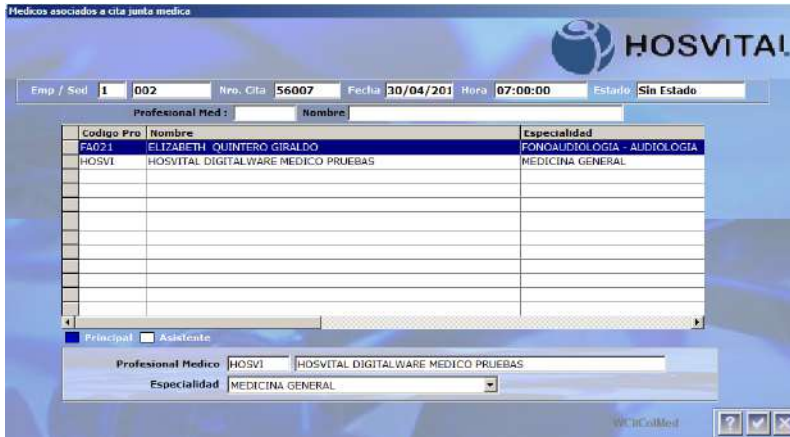 Medicos asociados a cita junta medica
HOSVITAL
Emp / Sed 1 002 Nro. Cita 56007 Fecha 30/04/201 Hora 07:00:00 Estado Sin Estado
Profesional Med : Nombre
Codigo Pro Nombre Especialidad
FA021 ELIZABETH QUINTERO GIRALDO FONOAUDIOLOGIA - AUDIOLOGIA
HOSVI HOSVITAL DIGITALWARE MEDICO PRUEBAS MEDICINA GENERAL
Principal Asistente
Profesional Medico HOSVI HOSVITAL DIGITALWARE MEDICO PRUEBAS
Especialidad MEDICINA GENERAL
?